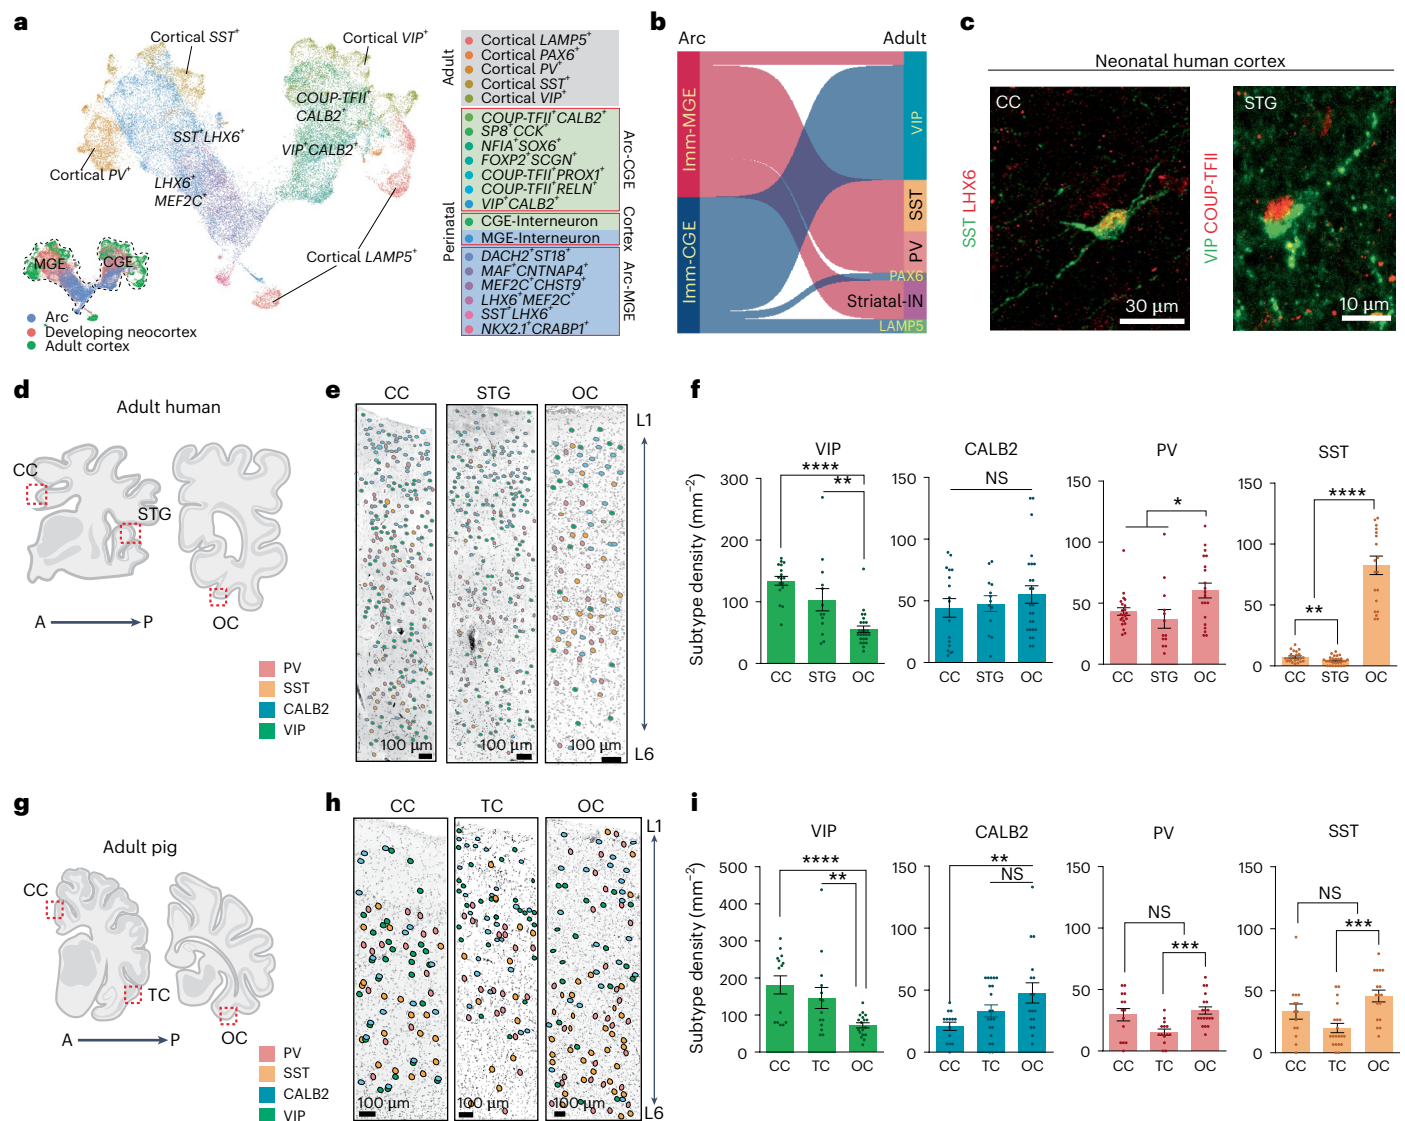 a
Cortical SST+
Cortical VIP+
COUP-TFII+
CALB2+
SST+LHX6+
VIP+CALB2+
Cortical PV+
LHX6+
MEF2C+
Cortical LAMP5+
MGE
CGE
Arc
Developing neocortex
Adult cortex
Adult
Cortical LAMP5+
Cortical PAX6+
Cortical PV+
Cortical SST+
Cortical VIP+
Perinatal
COUP-TFII+CALB2+
SP8+CCK+
NFIA+SOX6+
FOXP2+SCGN+
COUP-TFII+PROX1+
COUP-TFII+RELN+
VIP+CALB2+
Arc-CGE
CGE-Interneuron
MGE-Interneuron
Cortex
DACH2+ST18+
MAF+CNTNAP4+
MEF2C+CHST9+
LHX6+MEF2C+
SST+LHX6+
NKX2.1+CRABP1+
Arc-MGE
b
Arc
Adult
Imm-MGE
Imm-CGE
VIP
SST
PV
PAX6
Striatal-IN
LAMP5
c
Neonatal human cortex
SST LHX6
CC
30 μm
VIP COUP-TFII
STG
10 μm
d
Adult human
CC
STG
A
P
OC
PV
SST
CALB2
VIP
e
CC
STG
OC
L1
L6
100 μm
100 μm
100 μm
f
Subtype density (mm−2)
VIP
300
200
100
0
****
**
CC
STG
OC
CALB2
150
100
50
0
NS
CC
STG
OC
PV
150
100
50
0
*
CC
STG
OC
SST
150
100
50
0
****
**
CC
STG
OC
g
Adult pig
CC
TC
A
P
OC
PV
SST
CALB2
VIP
h
CC
TC
OC
L1
L6
100 μm
100 μm
100 μm
i
Subtype density (mm−2)
VIP
500
400
300
200
100
0
****
**
CC
TC
OC
CALB2
150
100
50
0
**
NS
CC
TC
OC
PV
150
100
50
0
NS
***
CC
TC
OC
SST
150
100
50
0
NS
***
CC
TC
OC